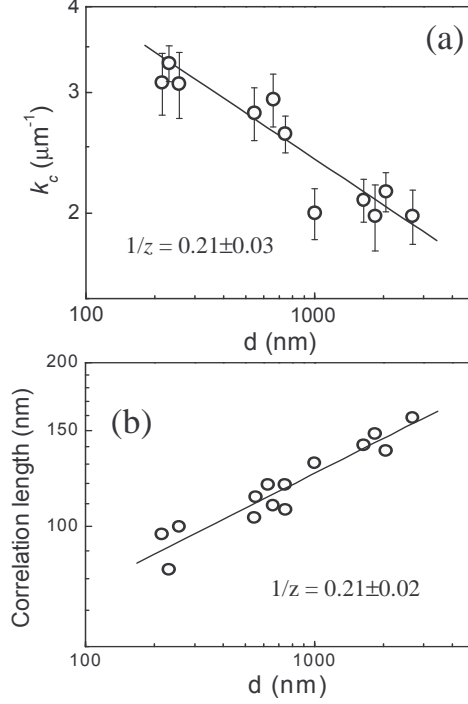 4
(a)
3
k_c (μm⁻¹)
2
1/z = 0.21±0.03
100
1000
d (nm)
200
(b)
150
Correlation length (nm)
100
1/z = 0.21±0.02
100
1000
d (nm)